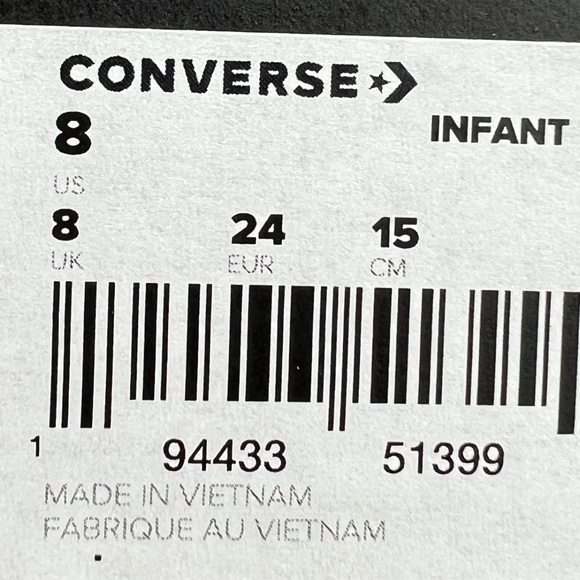 CONVERSE
8 INFANT
US
8 24 15
UK EUR CM
1 94433 51399
MADE IN VIETNAM
FABRIQUE AU VIETNAM